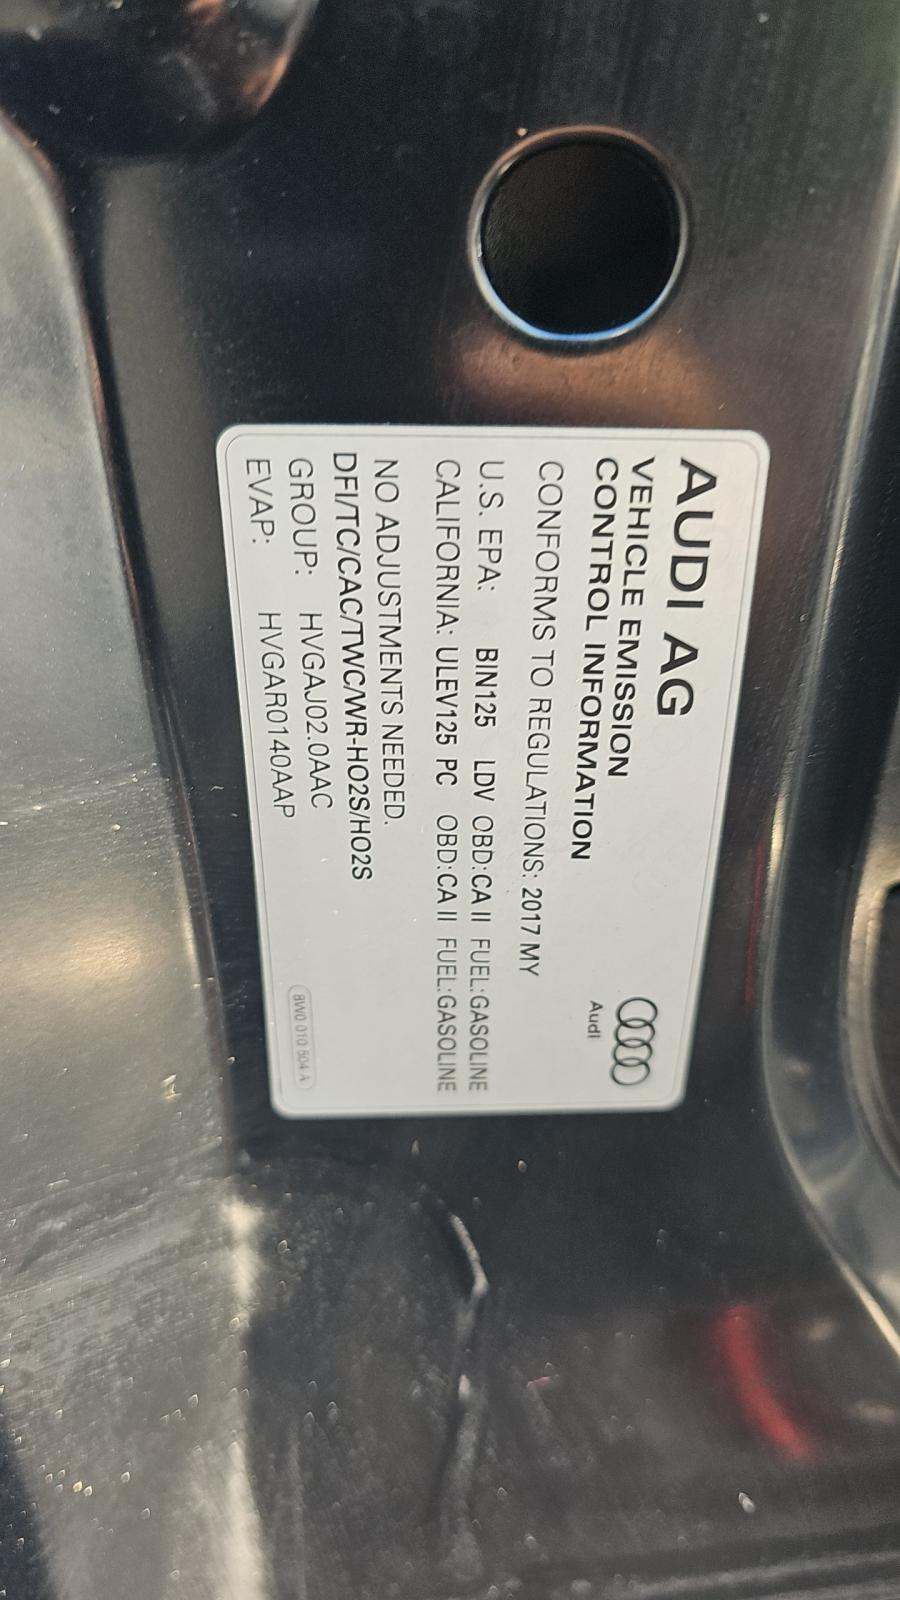 AUDI AG
VEHICLE EMISSION
CONTROL INFORMATION
Audi
CONFORMS TO REGULATIONS: 2017 MY
U.S. EPA: BIN125 LDV OBD:CA II FUEL:GASOLINE
CALIFORNIA: ULEV125 PC OBD:CA II FUEL:GASOLINE
NO ADJUSTMENTS NEEDED.
DFI/TC/CAC/TWC/WR-HO2S/HO2S
GROUP: HVGAJ02.0AAC
EVAP: HVGAR0140AAP
8W0 010 504 A